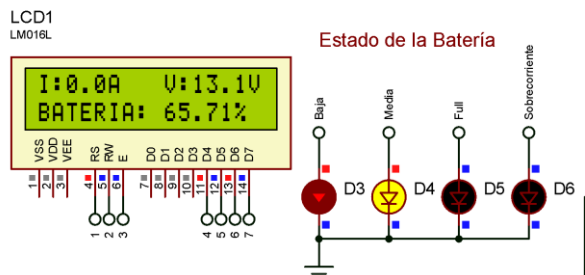 LCD1
LM016L
I:0.0A V:13.1V
BATERIA: 65.71%
VSS VDD VEE RS RW E D0 D1 D2 D3 D4 D5 D6 D7
1 2 3 4 5 6 7 8 9 10 11 12 13 14
1 2 3 4 5 6 7
Estado de la Batería
Baja Media Full Sobrecorriente
D3 D4 D5 D6